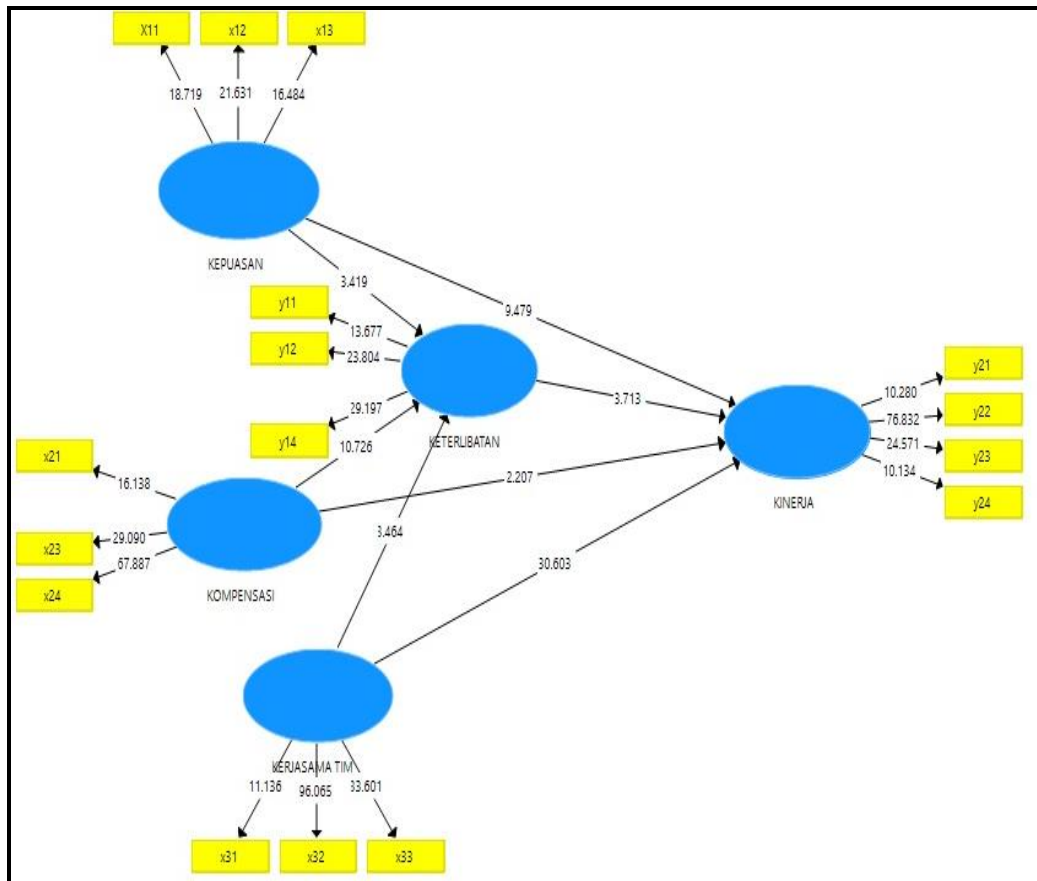 X11 x12 x13
18.719 21.631 16.484
KEPUASAN
3.419
9.479
y11
13.677
y12
23.804
3.713
29.197
y14
KETERLIBATAN
10.726
y21
10.280
y22
76.832
y23
24.571
y24
10.134
KINERJA
x21
16.138
2.207
x23
29.090
x24
67.887
KOMPENSASI
3.464
30.603
KERJASAMA TIM
11.136 96.065 33.601
x31 x32 x33